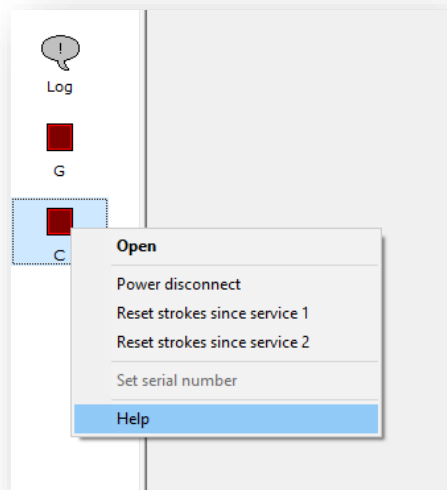 !
Log
G
C
Open
Power disconnect
Reset strokes since service 1
Reset strokes since service 2
Set serial number
Help